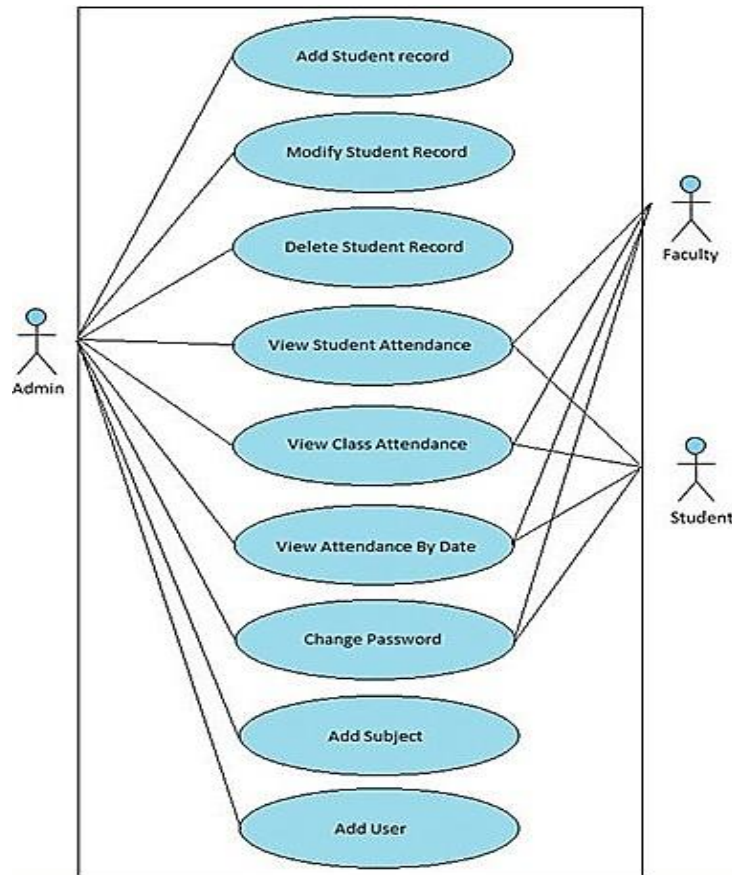 Add Student record
Modify Student Record
Faculty
Delete Student Record
View Student Attendance
Admin
View Class Attendance
Student
View Attendance By Date
Change Password
Add Subject
Add User